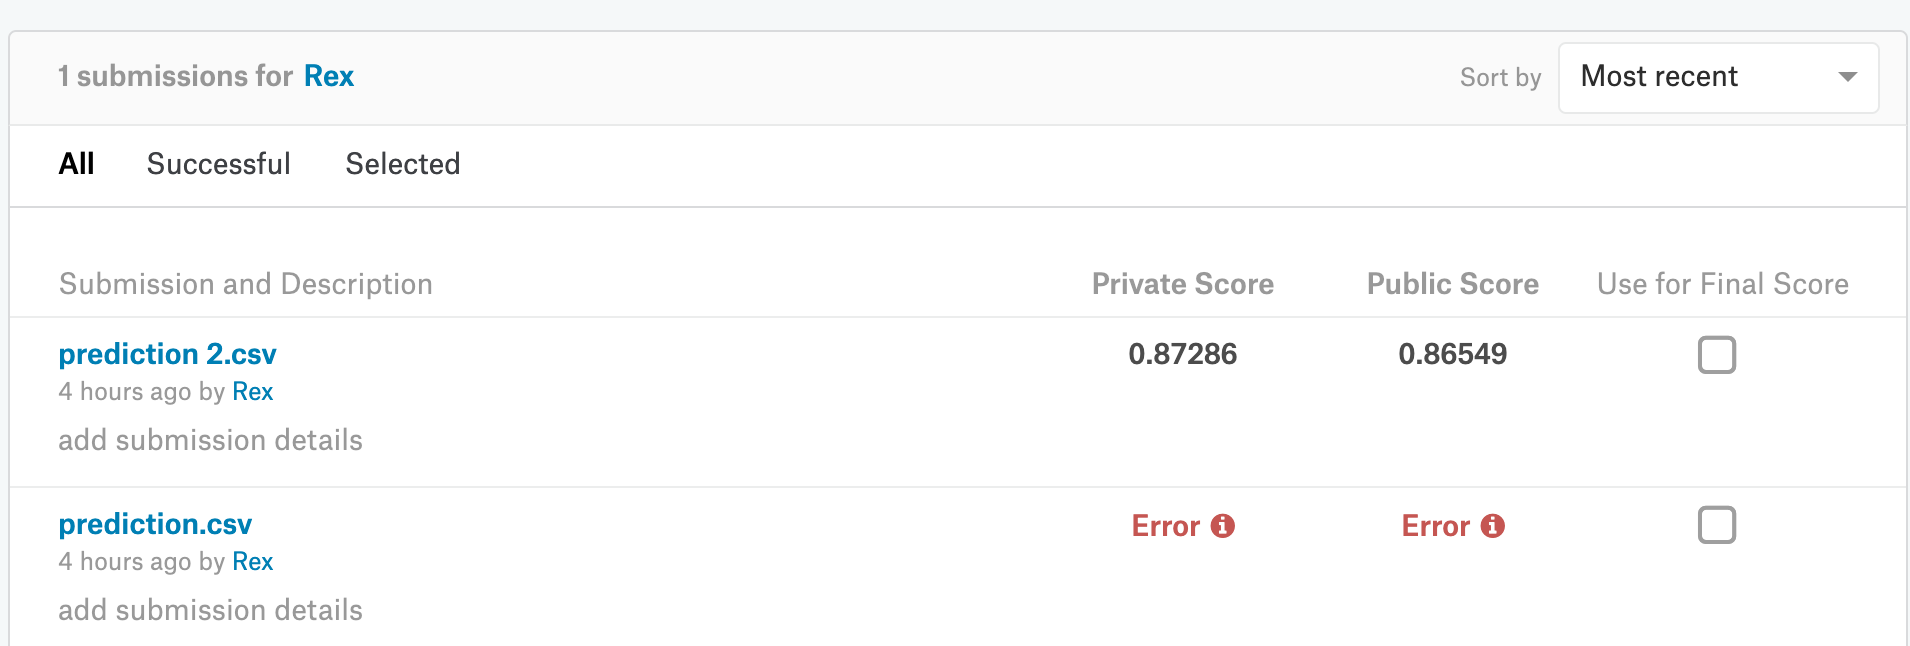 1 submissions for Rex
Sort by Most recent
All Successful Selected
Submission and Description Private Score Public Score Use for Final Score
prediction 2.csv 0.87286 0.86549
4 hours ago by Rex
add submission details
prediction.csv Error Error
4 hours ago by Rex
add submission details